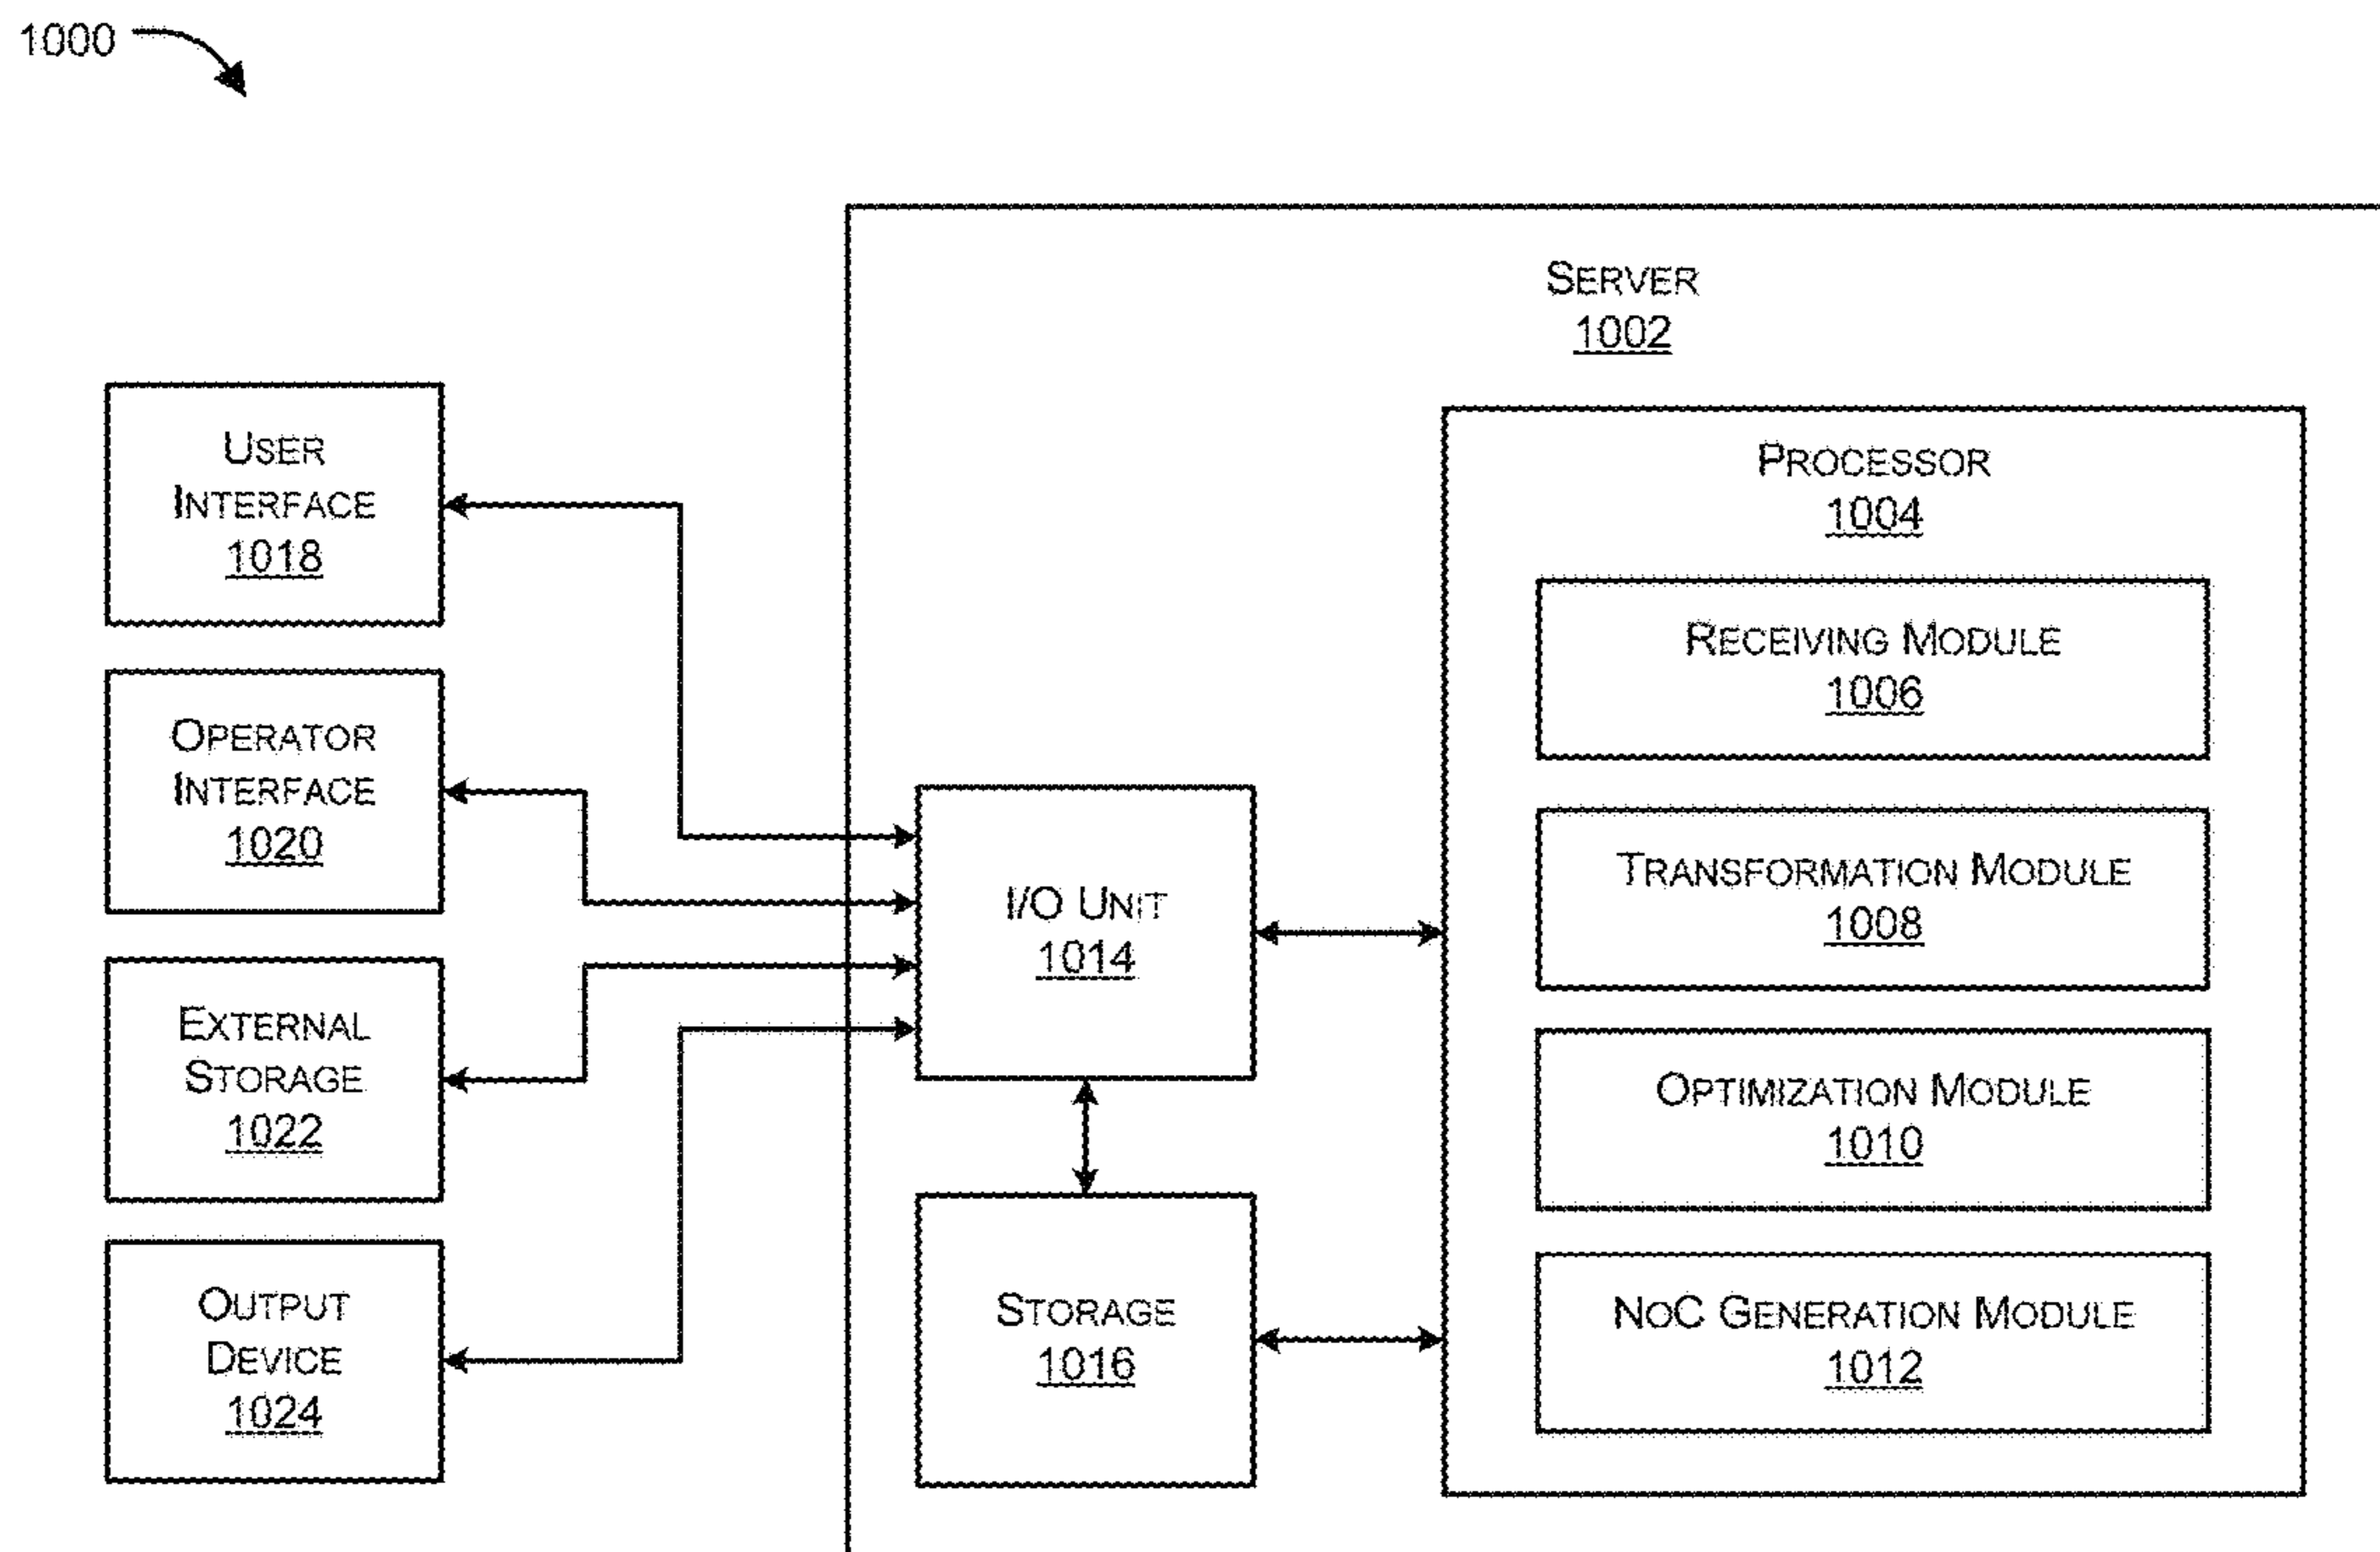 1000
SERVER
1002
USER
INTERFACE
1018
OPERATOR
INTERFACE
1020
EXTERNAL
STORAGE
1022
OUTPUT
DEVICE
1024
I/O UNIT
1014
STORAGE
1016
PROCESSOR
1004
RECEIVING MODULE
1006
TRANSFORMATION MODULE
1008
OPTIMIZATION MODULE
1010
NOC GENERATION MODULE
1012